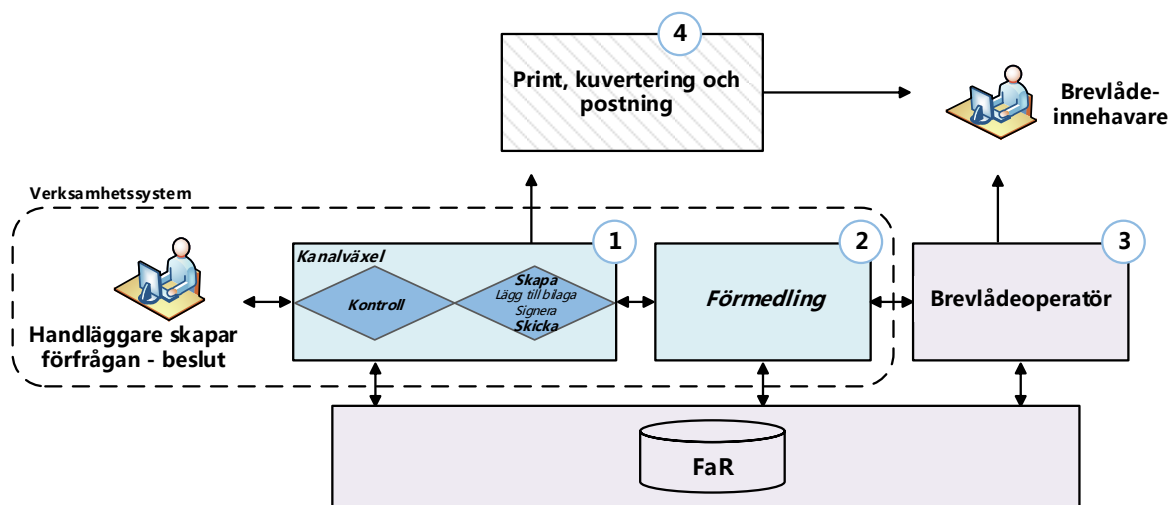 4
Print, kuvertering och
postning
Brevlåde-
innehavare
Verksamhetssystem
1
2
3
Kanalväxel
Kontroll
Skapa
Lägg till bilaga
Signera
Skicka
Förmedling
Brevlådeoperatör
Handläggare skapar
förfrågan - beslut
FaR